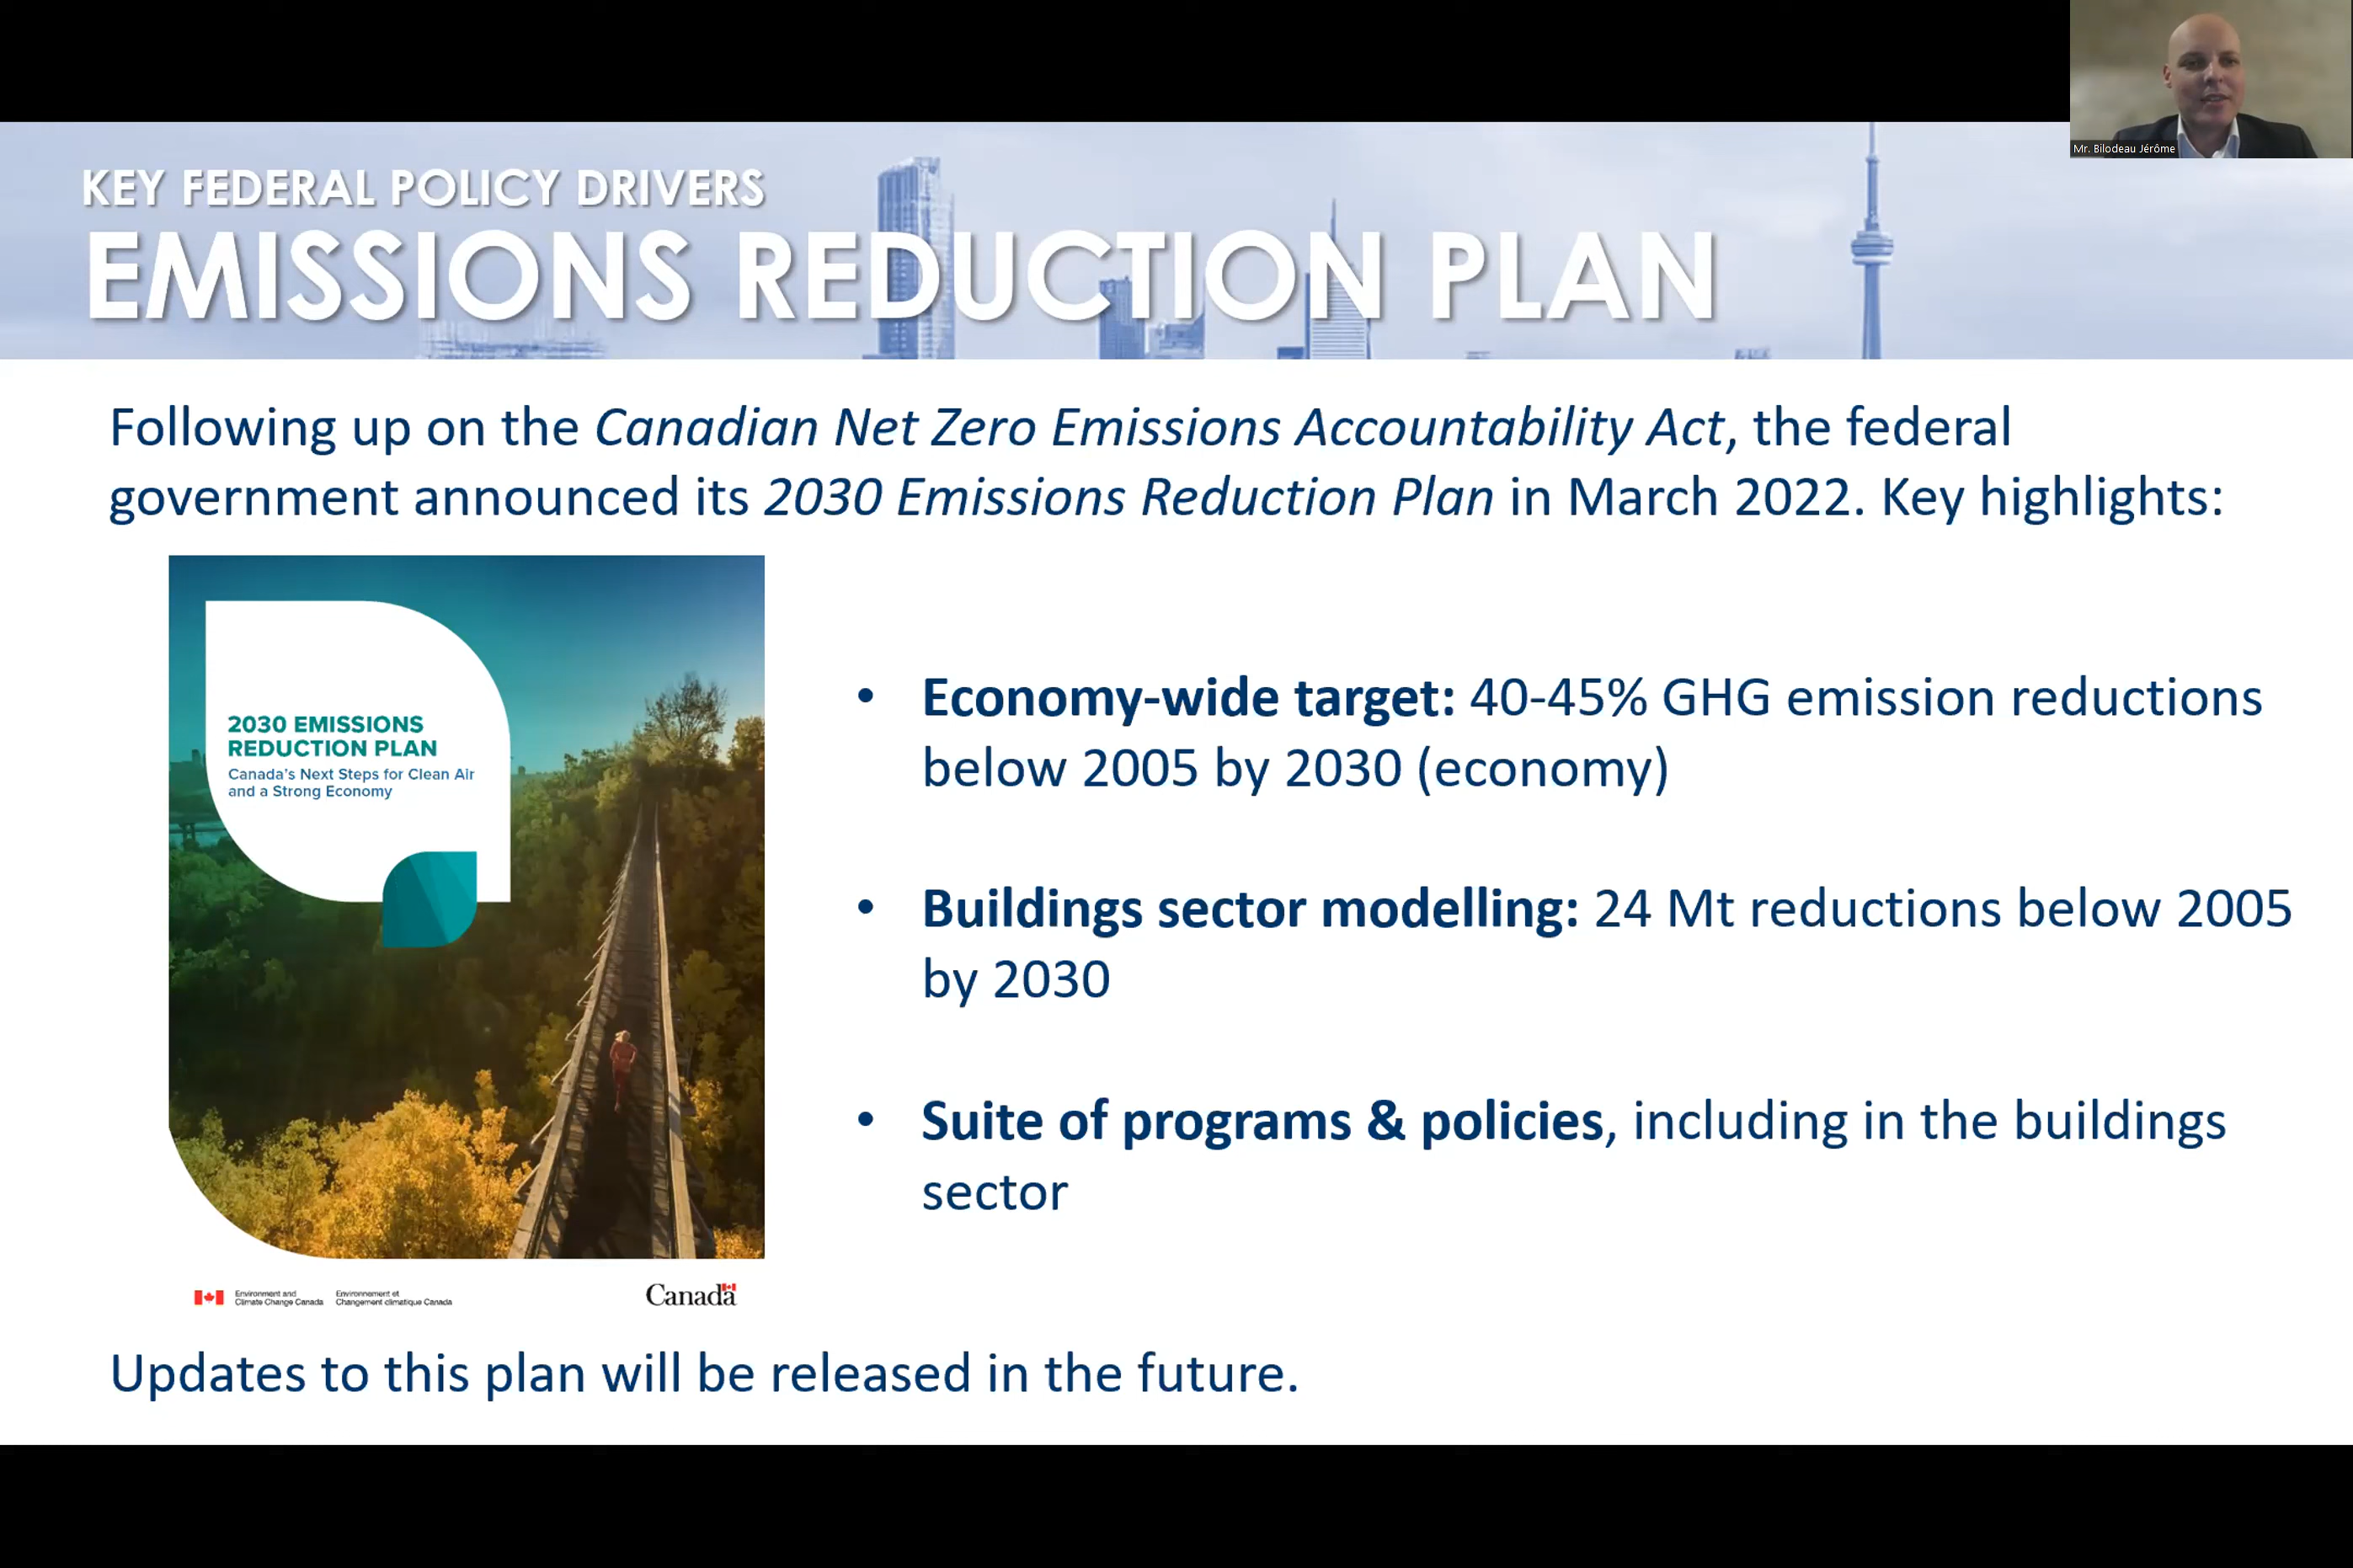 Mr. Bilodeau Jérôme
KEY FEDERAL POLICY DRIVERS
EMISSIONS REDUCTION PLAN
Following up on the Canadian Net Zero Emissions Accountability Act, the federal
government announced its 2030 Emissions Reduction Plan in March 2022. Key highlights:
2030 EMISSIONS
REDUCTION PLAN
Canada's Next Steps for Clean Air
and a Strong Economy
Environment and
Climate Change Canada
Environnement et
Changement climatique Canada
Canada
• Economy-wide target: 40-45% GHG emission reductions
below 2005 by 2030 (economy)
• Buildings sector modelling: 24 Mt reductions below 2005
by 2030
• Suite of programs & policies, including in the buildings
sector
Updates to this plan will be released in the future.